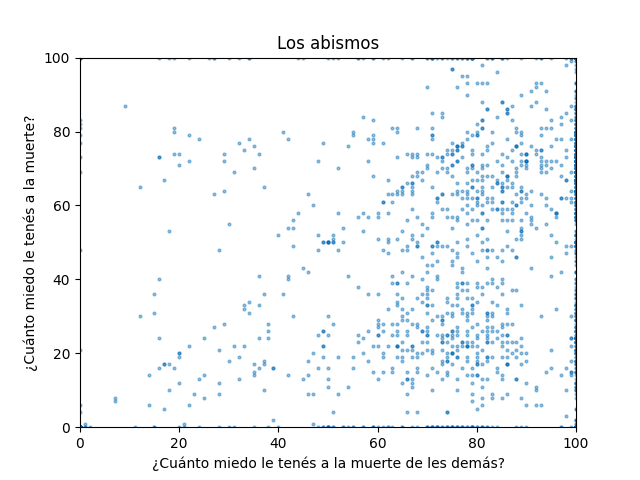 Los abismos
100
80
60
40
20
0
¿Cuánto miedo le tenés a la muerte?
0 20 40 60 80 100
¿Cuánto miedo le tenés a la muerte de les demás?